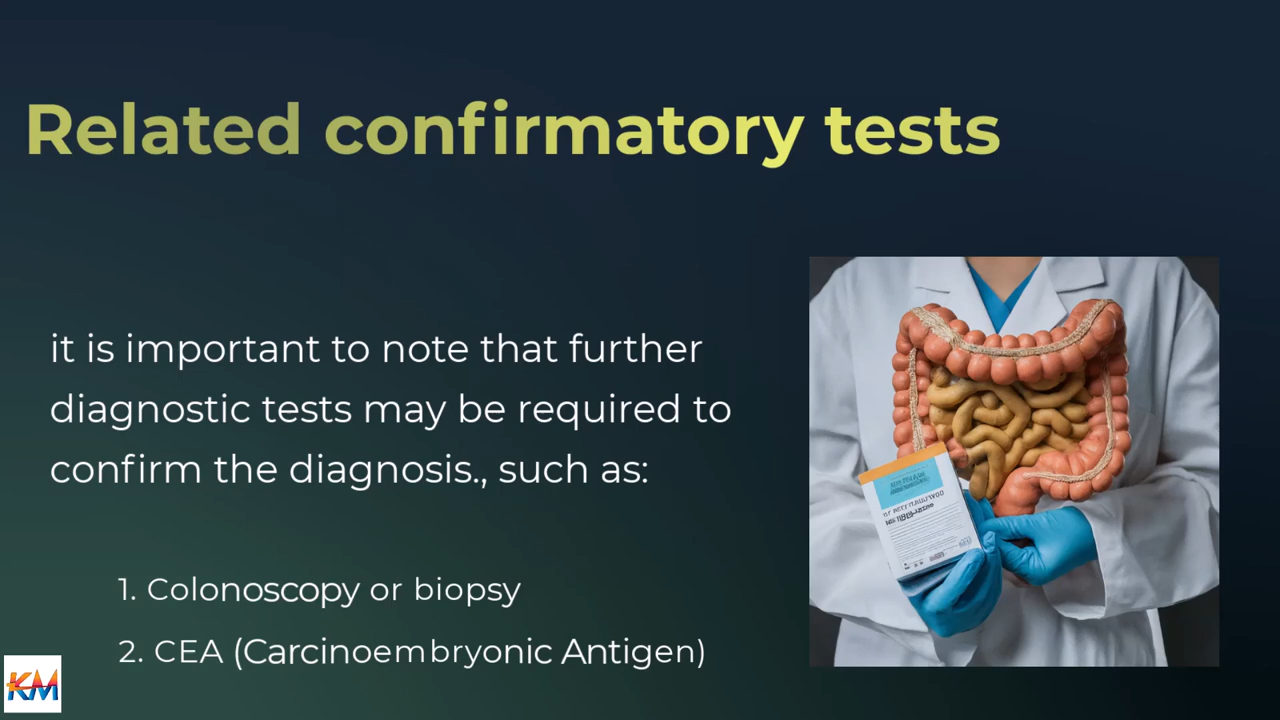 Related confirmatory tests
it is important to note that further
diagnostic tests may be required to
confirm the diagnosis., such as:
1. Colonoscopy or biopsy
2. CEA (Carcinoembryonic Antigen)
KM